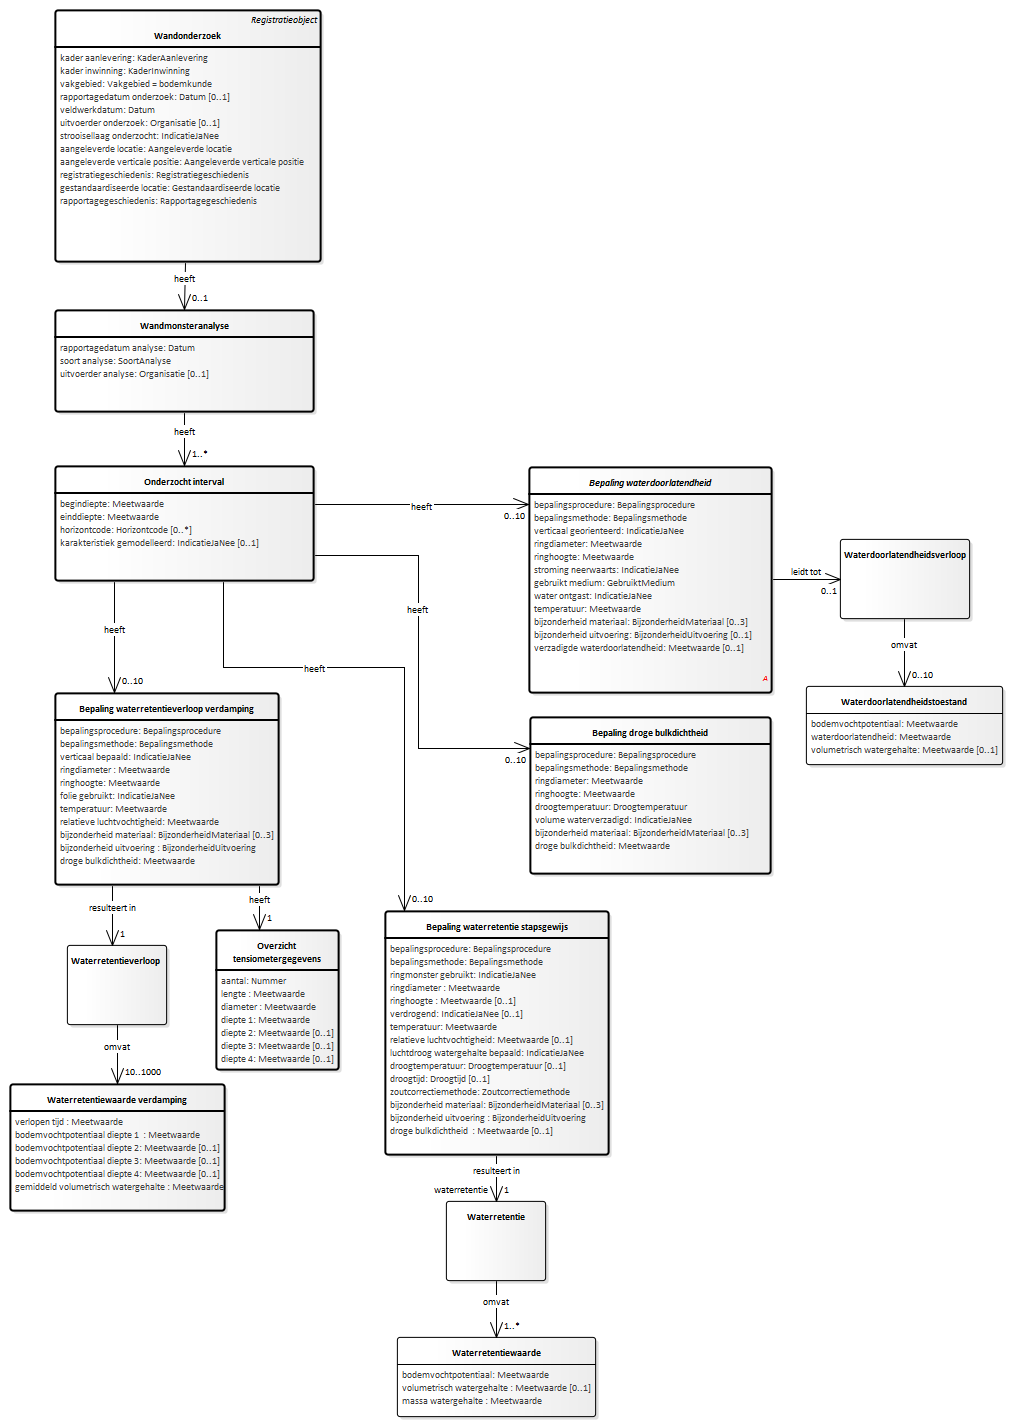 Registratieobject
Wandonderzoek
kader aanlevering: KaderAanlevering
kader inwinning: KaderInwinning
vakgebied: Vakgebied = bodemkunde
rapportagedatum onderzoek: Datum [0..1]
veldwerkdatum: Datum
uitvoerder onderzoek: Organisatie [0..1]
strooisellaag onderzocht: IndicatieJaNee
aangeleverde locatie: Aangeleverde locatie
aangeleverde verticale positie: Aangeleverde verticale positie
registratiegeschiedenis: Registratiegeschiedenis
gestandaardiseerde locatie: Gestandaardiseerde locatie
rapportagegeschiedenis: Rapportagegeschiedenis
heeft
0..1
Wandmonsteranalyse
rapportagedatum analyse: Datum
soort analyse: SoortAnalyse
uitvoerder analyse: Organisatie [0..1]
heeft
1..*
Onderzocht interval
begindiepte: Meetwaarde
einddiepte: Meetwaarde
horizontcode: Horizontcode [0..*]
karakteristiek gemodelleerd: IndicatieJaNee [0..1]
heeft
0..10
Bepaling waterdoorlatendheid
bepalingsprocedure: Bepalingsprocedure
bepalingsmethode: Bepalingsmethode
verticaal georienteerd: IndicatieJaNee
ringdiameter: Meetwaarde
ringhoogte: Meetwaarde
stroming neerwaarts: IndicatieJaNee
gebruikt medium: GebruiktMedium
water ontgast: IndicatieJaNee
temperatuur: Meetwaarde
bijzonderheid materiaal: BijzonderheidMateriaal [0..3]
bijzonderheid uitvoering: BijzonderheidUitvoering [0..1]
verzadigde waterdoorlatendheid: Meetwaarde [0..1]
A
leidt tot
0..1
Waterdoorlatendheidsverloop
omvat
0..10
Waterdoorlatendheidstoestand
bodemvochtpotentiaal: Meetwaarde
waterdoorlatendheid: Meetwaarde
volumetrisch watergehalte: Meetwaarde [0..1]
heeft
0..10
Bepaling droge bulkdichtheid
bepalingsprocedure: Bepalingsprocedure
bepalingsmethode: Bepalingsmethode
ringdiameter: Meetwaarde
ringhoogte: Meetwaarde
droogtemperatuur: Droogtemperatuur
volume waterverzadigd: IndicatieJaNee
bijzonderheid materiaal: BijzonderheidMateriaal [0..3]
droge bulkdichtheid: Meetwaarde
heeft
0..10
Bepaling waterretentieverloop verdamping
bepalingsprocedure: Bepalingsprocedure
bepalingsmethode: Bepalingsmethode
verticaal bepaald: IndicatieJaNee
ringdiameter : Meetwaarde
ringhoogte: Meetwaarde
folie gebruikt: IndicatieJaNee
temperatuur: Meetwaarde
relatieve luchtvochtigheid: Meetwaarde
bijzonderheid materiaal: BijzonderheidMateriaal [0..3]
bijzonderheid uitvoering : BijzonderheidUitvoering
droge bulkdichtheid: Meetwaarde
resulteert in
1
Waterretentieverloop
omvat
10..1000
Waterretentiewaarde verdamping
verlopen tijd : Meetwaarde
bodemvochtpotentiaal diepte 1  : Meetwaarde
bodemvochtpotentiaal diepte 2: Meetwaarde [0..1]
bodemvochtpotentiaal diepte 3: Meetwaarde [0..1]
bodemvochtpotentiaal diepte 4: Meetwaarde [0..1]
gemiddeld volumetrisch watergehalte : Meetwaarde
heeft
1
Overzicht
tensiometergegevens
aantal: Nummer
lengte : Meetwaarde
diameter : Meetwaarde
diepte 1: Meetwaarde
diepte 2: Meetwaarde [0..1]
diepte 3: Meetwaarde [0..1]
diepte 4: Meetwaarde [0..1]
heeft
0..10
Bepaling waterretentie stapsgewijs
bepalingsprocedure: Bepalingsprocedure
bepalingsmethode: Bepalingsmethode
ringmonster gebruikt: IndicatieJaNee
ringdiameter : Meetwaarde
ringhoogte : Meetwaarde [0..1]
verdrogend: IndicatieJaNee [0..1]
temperatuur: Meetwaarde
relatieve luchtvochtigheid: Meetwaarde [0..1]
luchtdroog watergehalte bepaald: IndicatieJaNee
droogtemperatuur: Droogtemperatuur [0..1]
droogtijd: Droogtijd [0..1]
zoutcorrectiemethode: Zoutcorrectiemethode
bijzonderheid materiaal: BijzonderheidMateriaal [0..3]
bijzonderheid uitvoering : BijzonderheidUitvoering
droge bulkdichtheid  : Meetwaarde [0..1]
resulteert in
waterretentie 1
Waterretentie
omvat
1..*
Waterretentiewaarde
bodemvochtpotentiaal: Meetwaarde
volumetrisch watergehalte : Meetwaarde [0..1]
massa watergehalte : Meetwaarde